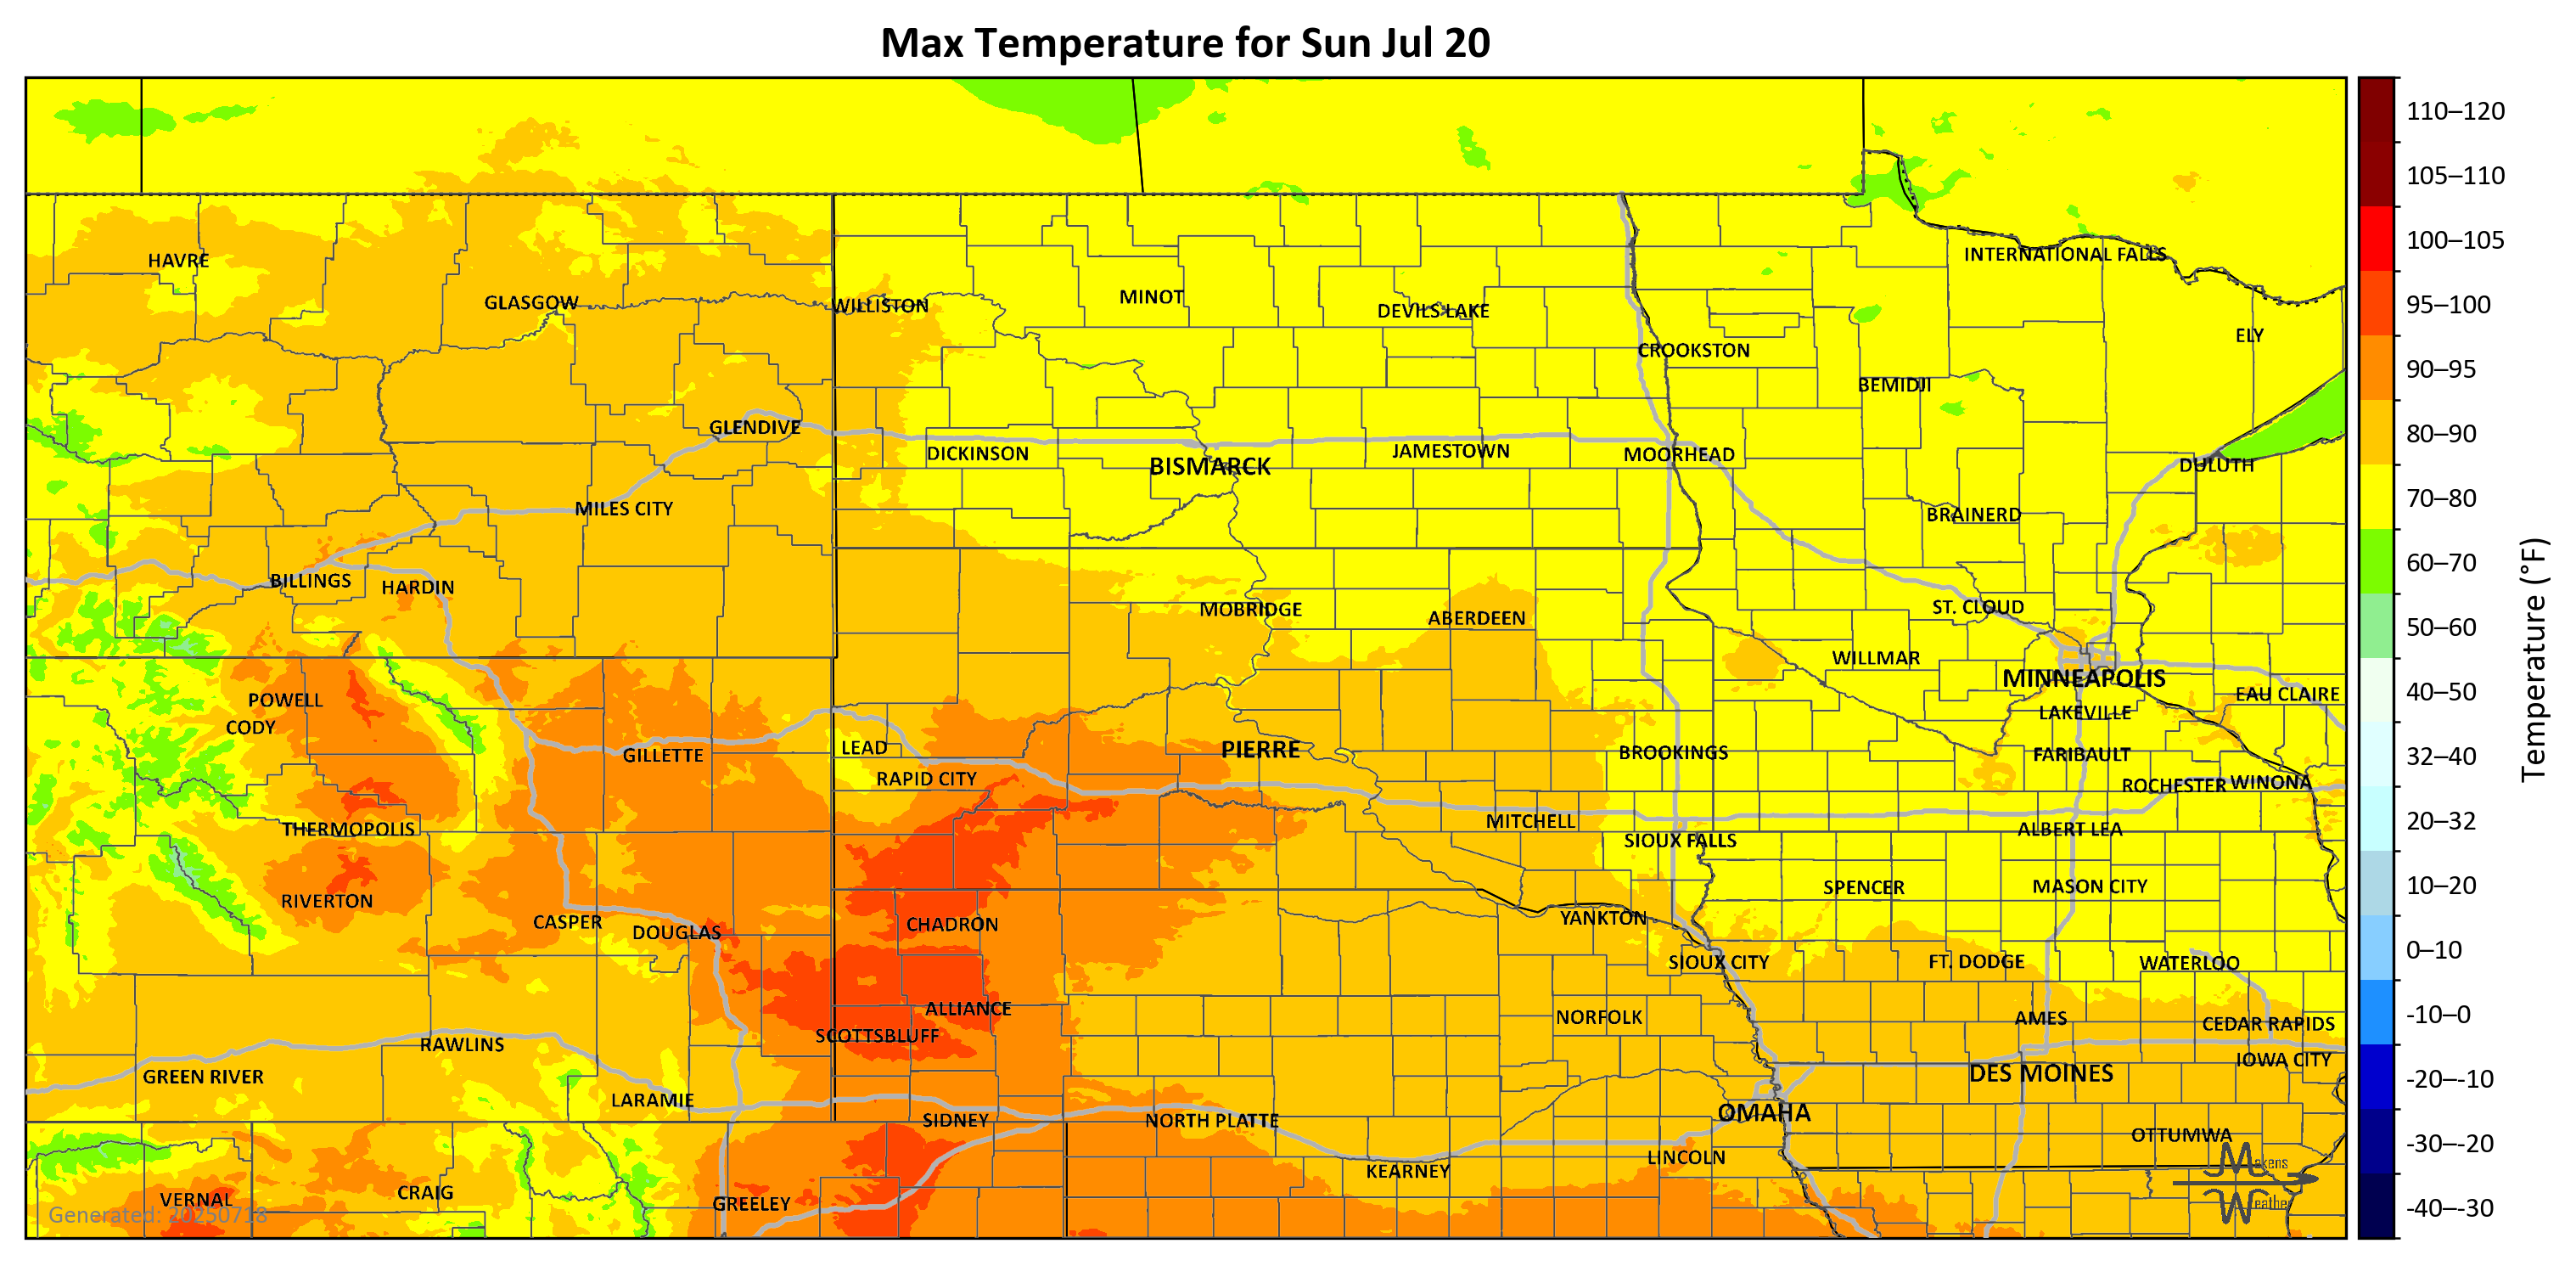 Max Temperature for Sun Jul 20
110–120
105–110
100–105
95–100
90–95
80–90
70–80
60–70
50–60
40–50
32–40
20–32
10–20
0–10
-10–0
-20–-10
-30–-20
-40–-30
Temperature (°F)
HAVRE
INTERNATIONAL FALLS
GLASGOW
WILLISTON
MINOT
DEVILS LAKE
ELY
CROOKSTON
BEMIDJI
GLENDIVE
DICKINSON
BISMARCK
JAMESTOWN
MOORHEAD
DULUTH
MILES CITY
BRAINERD
BILLINGS
HARDIN
MOBRIDGE
ABERDEEN
ST. CLOUD
WILLMAR
MINNEAPOLIS
POWELL
EAU CLAIRE
CODY
LAKEVILLE
GILLETTE
LEAD
PIERRE
BROOKINGS
FARIBAULT
RAPID CITY
ROCHESTER
WINONA
THERMOPOLIS
MITCHELL
SIOUX FALLS
ALBERT LEA
RIVERTON
SPENCER
MASON CITY
CASPER
DOUGLAS
CHADRON
YANKTON
SIOUX CITY
FT. DODGE
WATERLOO
ALLIANCE
NORFOLK
AMES
CEDAR RAPIDS
SCOTTSBLUFF
RAWLINS
IOWA CITY
GREEN RIVER
DES MOINES
LARAMIE
SIDNEY
NORTH PLATTE
OMAHA
OTTUMWA
LINCOLN
KEARNEY
VERNAL
CRAIG
GREELEY
Generated: 20250718
Makens
Weather